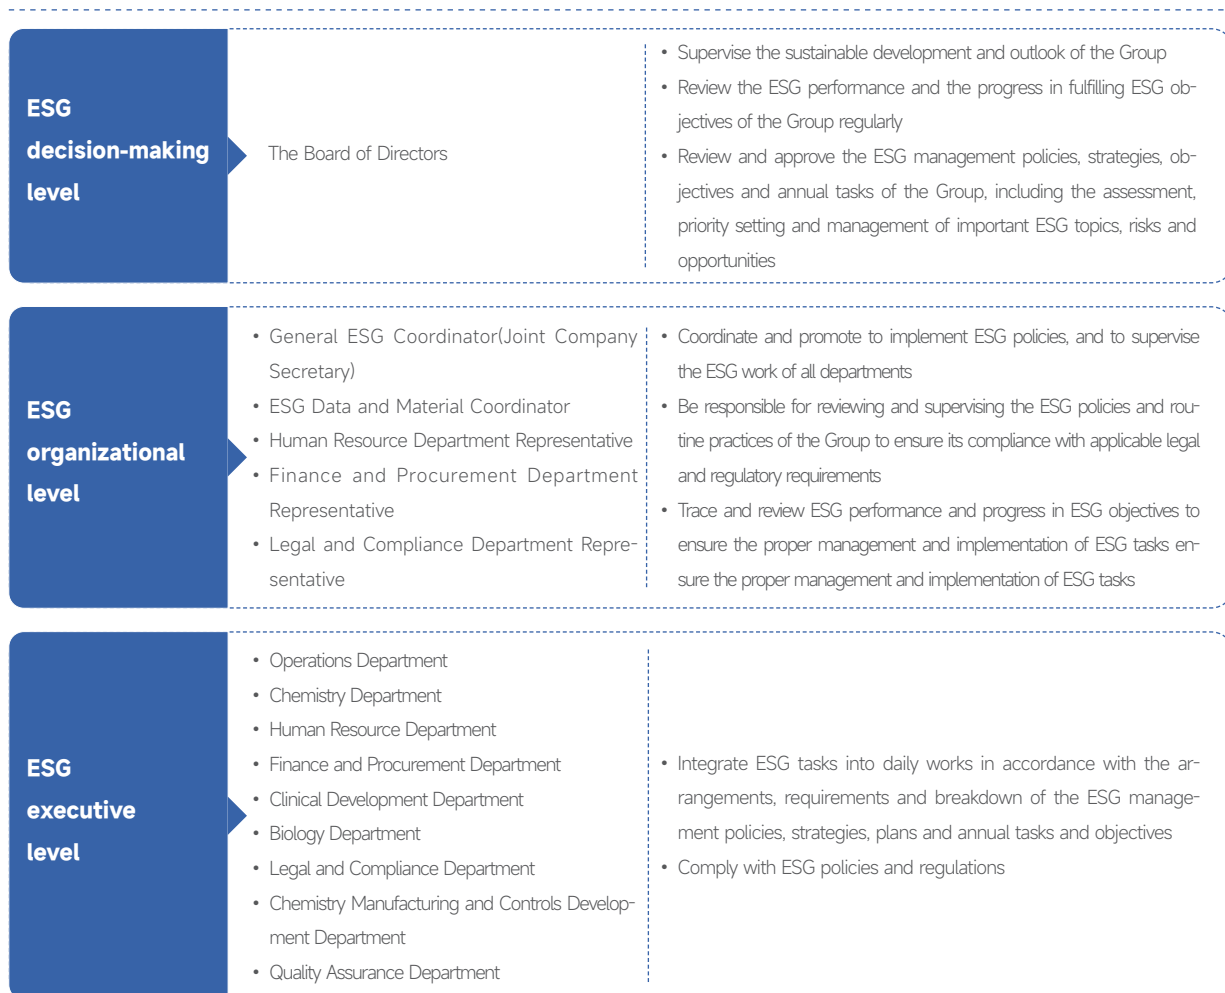 ESG
decision-making
level
The Board of Directors
• Supervise the sustainable development and outlook of the Group
• Review the ESG performance and the progress in fulfilling ESG ob-
jectives of the Group regularly
• Review and approve the ESG management policies, strategies, ob-
jectives and annual tasks of the Group, including the assessment,
priority setting and management of important ESG topics, risks and
opportunities
ESG
organizational
level
• General ESG Coordinator(Joint Company
Secretary)
• ESG Data and Material Coordinator
• Human Resource Department Representative
• Finance and Procurement Department
Representative
• Legal and Compliance Department Repre-
sentative
• Coordinate and promote to implement ESG policies, and to supervise
the ESG work of all departments
• Be responsible for reviewing and supervising the ESG policies and rou-
tine practices of the Group to ensure its compliance with applicable legal
and regulatory requirements
• Trace and review ESG performance and progress in ESG objectives to
ensure the proper management and implementation of ESG tasks en-
sure the proper management and implementation of ESG tasks
ESG
executive
level
• Operations Department
• Chemistry Department
• Human Resource Department
• Finance and Procurement Department
• Clinical Development Department
• Biology Department
• Legal and Compliance Department
• Chemistry Manufacturing and Controls Develop-
ment Department
• Quality Assurance Department
• Integrate ESG tasks into daily works in accordance with the ar-
rangements, requirements and breakdown of the ESG manage-
ment policies, strategies, plans and annual tasks and objectives
• Comply with ESG policies and regulations